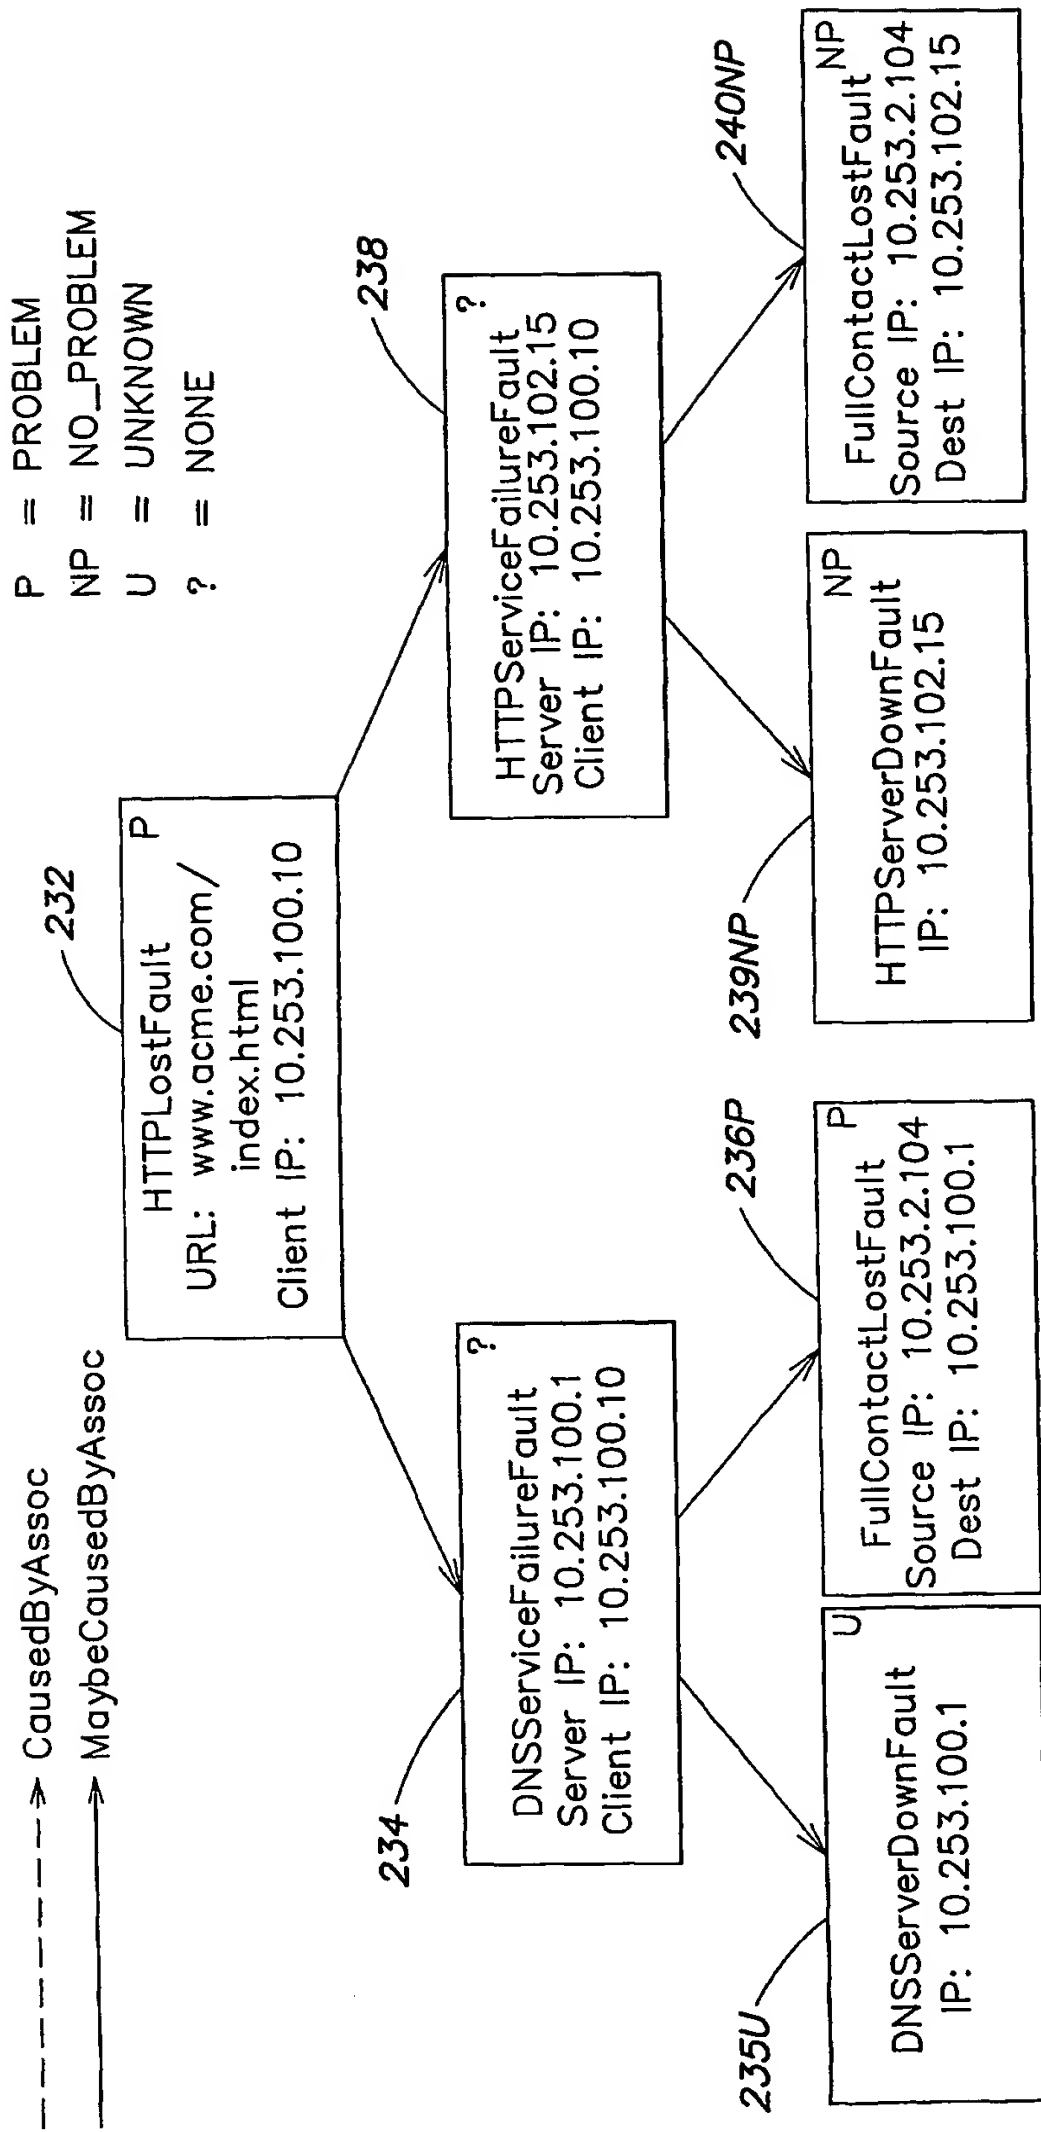 CausedByAssoc
MaybeCausedByAssoc
P = PROBLEM
NP = NO_PROBLEM
U = UNKNOWN
? = NONE
232
HTTPLostFault P
URL: www.acme.com/
index.html
Client IP: 10.253.100.10
234
DNSServiceFailureFault ?
Server IP: 10.253.100.1
Client IP: 10.253.100.10
238
HTTPServiceFailureFault ?
Server IP: 10.253.102.15
Client IP: 10.253.100.10
235U
DNSServerDownFault U
IP: 10.253.100.1
236P
FullContactLostFault P
Source IP: 10.253.2.104
Dest IP: 10.253.100.1
239NP
HTTPServerDownFault NP
IP: 10.253.102.15
240NP
FullContactLostFault NP
Source IP: 10.253.2.104
Dest IP: 10.253.102.15